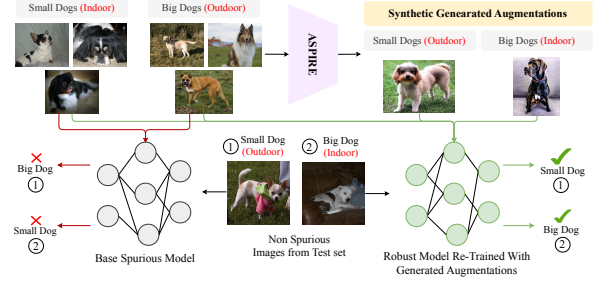 Small Dogs (Indoor)
Big Dogs (Outdoor)
ASPIRE
Synthetic Genearted Augmentations
Small Dogs (Outdoor)
Big Dogs (Indoor)
Big Dog
1
Small Dog
2
Base Spurious Model
1 Small Dog
(Outdoor)
2 Big Dog
(Indoor)
Non Spurious
Images from Test set
Small Dog
1
Big Dog
2
Robust Model Re-Trained With
Generated Augmentations